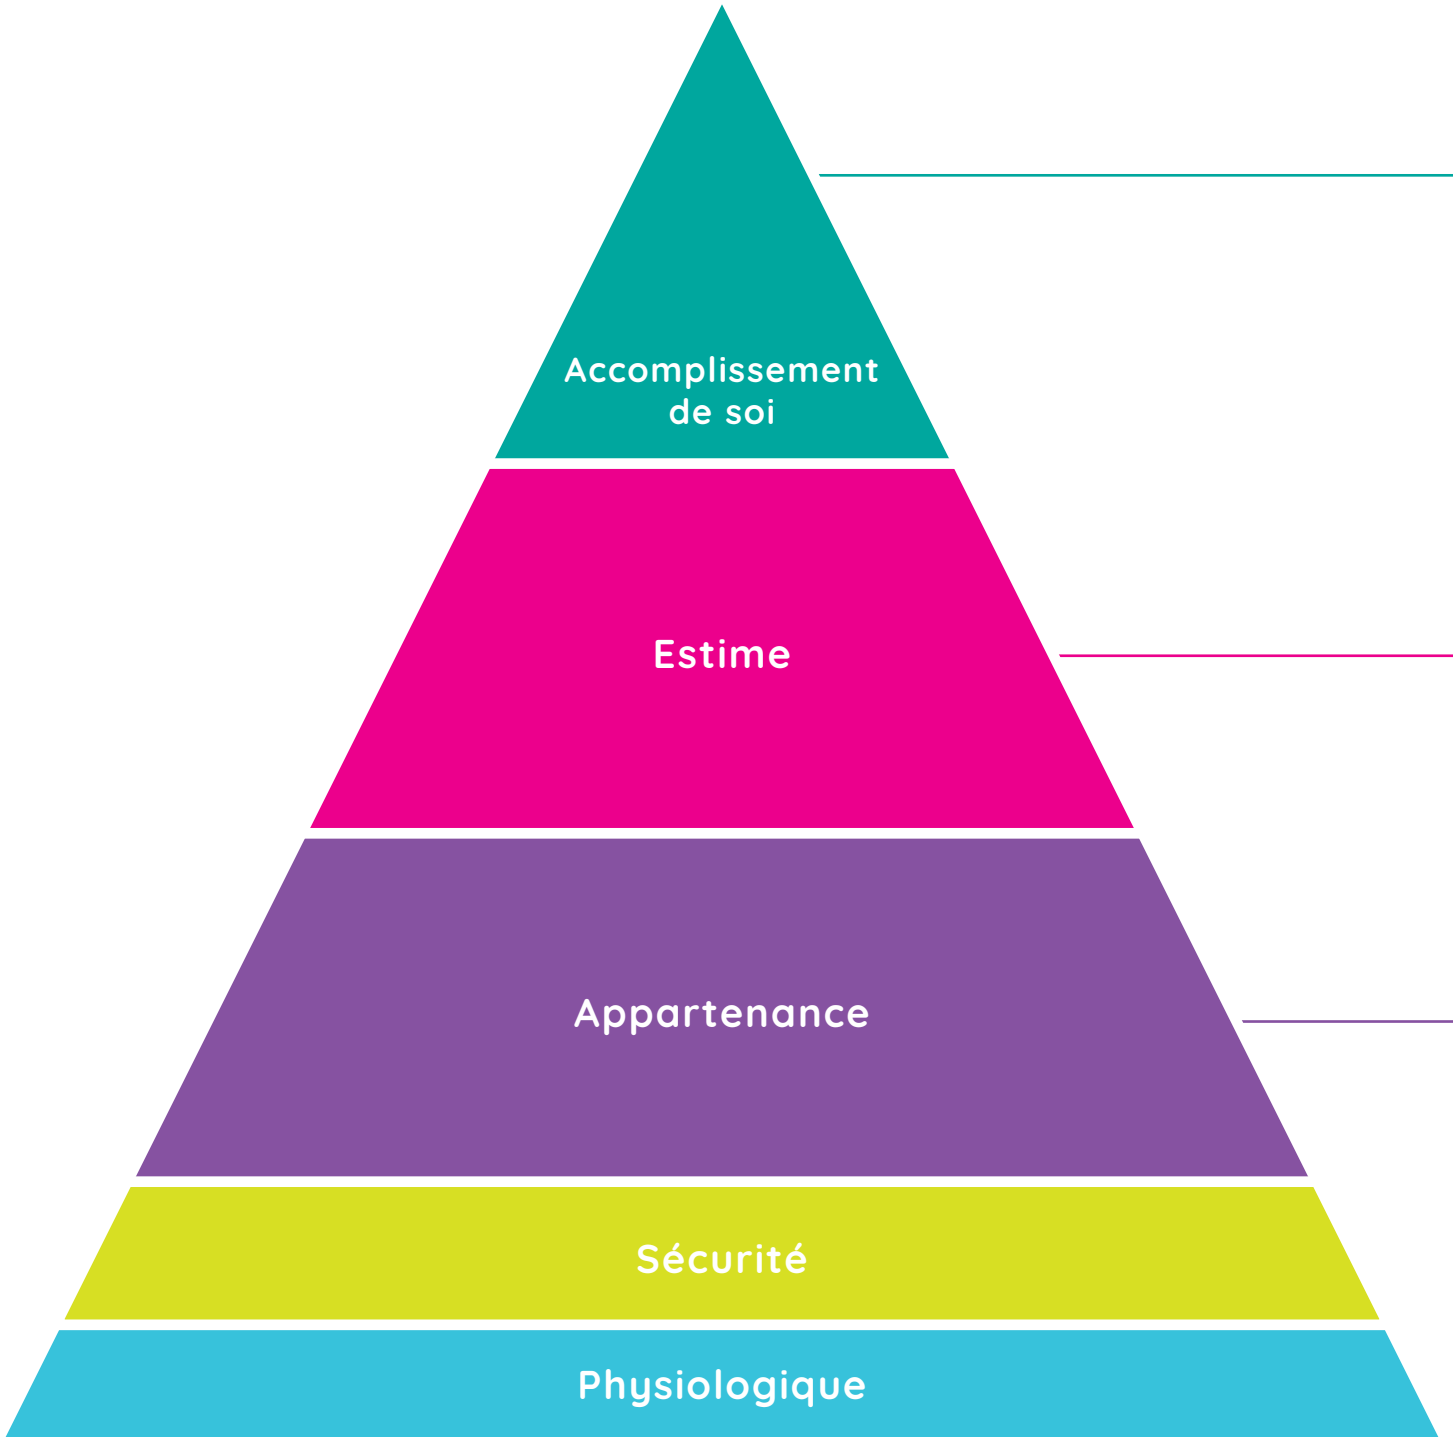 Accomplissement
de soi
Estime
Appartenance
Sécurité
Physiologique